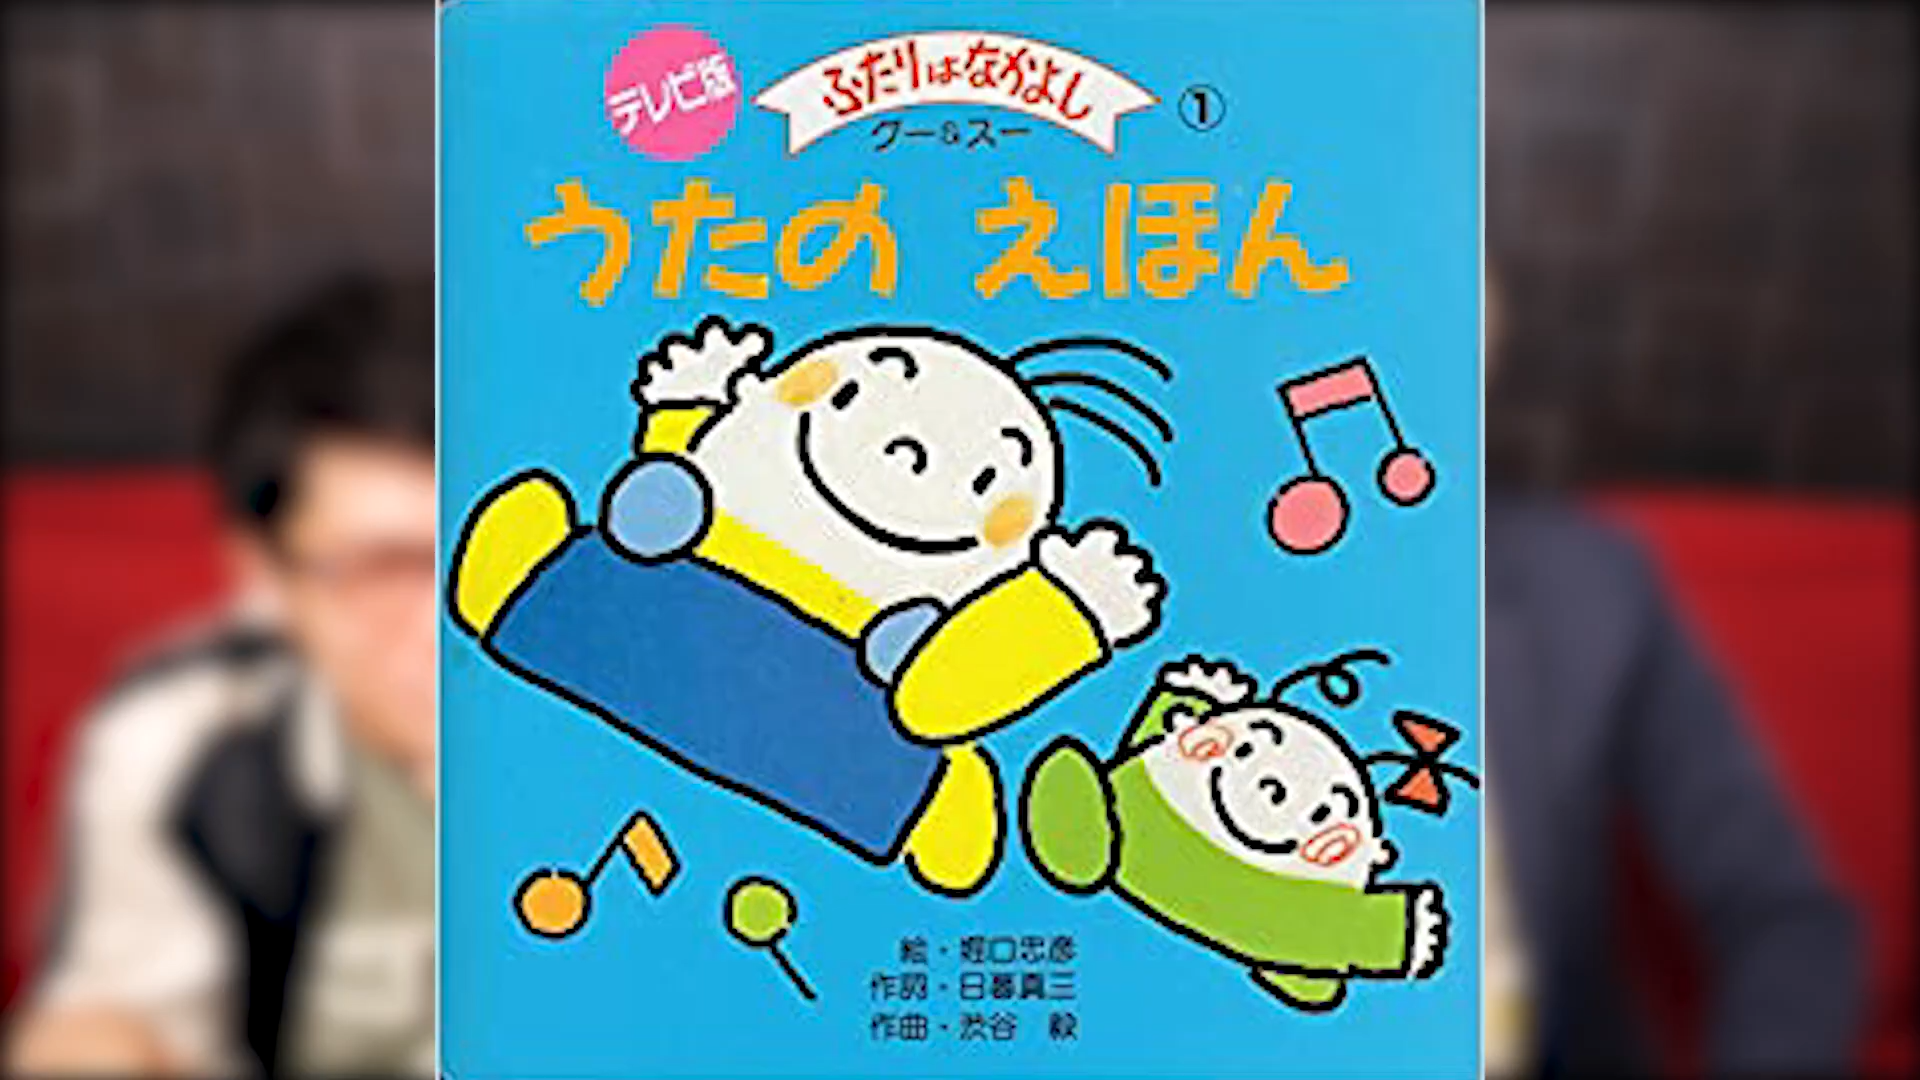 テレビ版
ふたりはなかよし
グー&スー
①
うたの えほん
絵・堀口忠彦
作詞・日暮真三
作曲・渋谷 毅